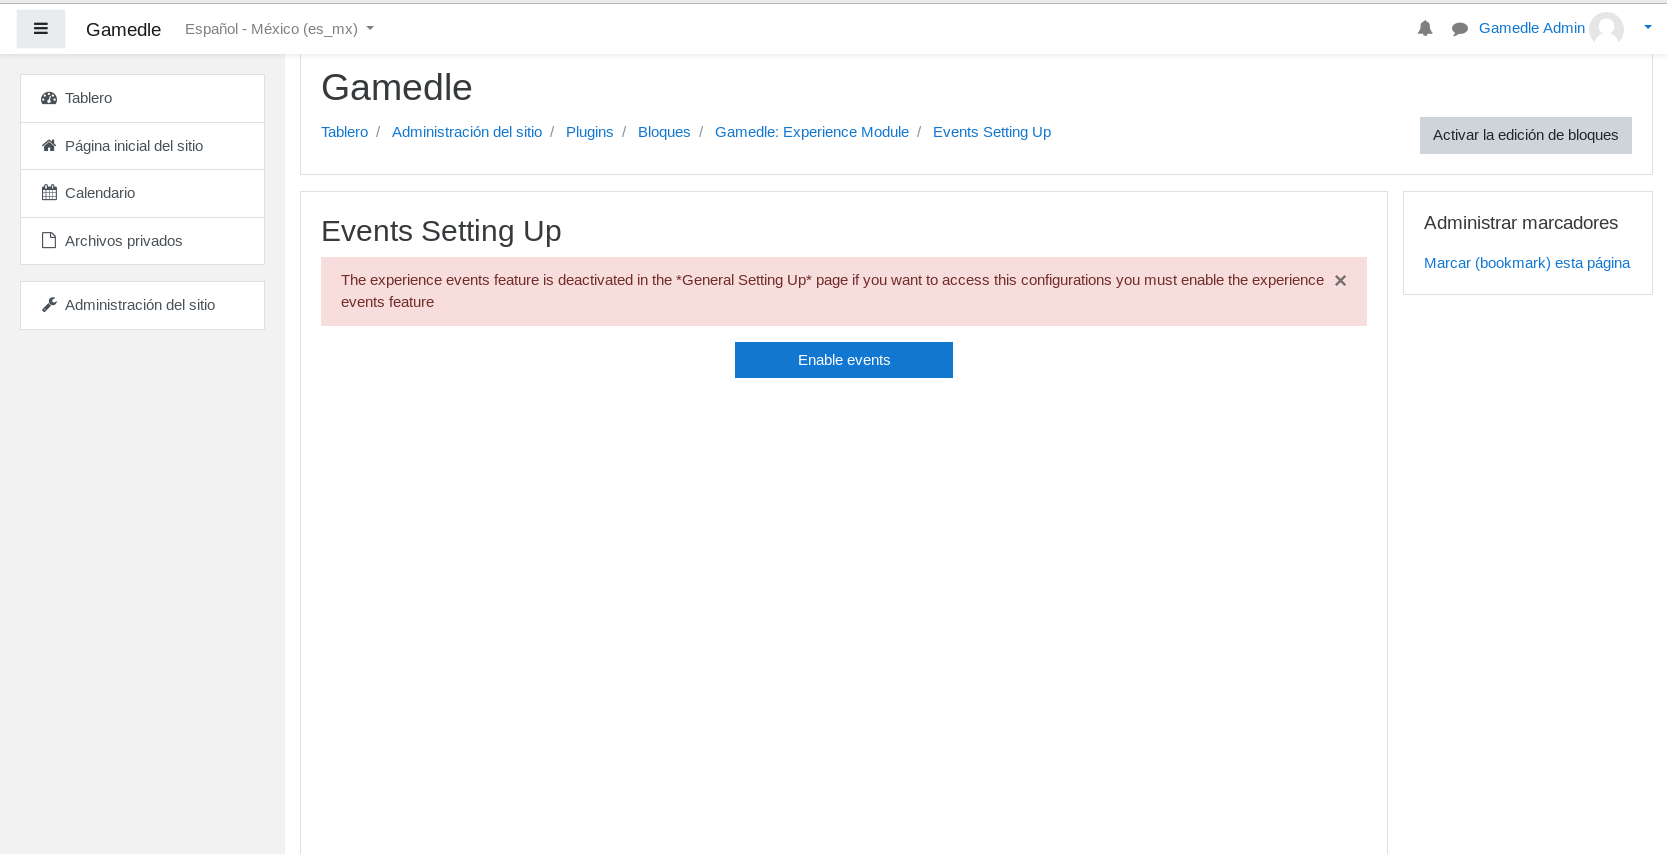 Gamedle Español - México (es_mx) Gamedle Admin
Tablero
Página inicial del sitio
Calendario
Archivos privados
Administración del sitio
Gamedle
Tablero / Administración del sitio / Plugins / Bloques / Gamedle: Experience Module / Events Setting Up
Activar la edición de bloques
Events Setting Up
The experience events feature is deactivated in the *General Setting Up* page if you want to access this configurations you must enable the experience ×
events feature
Enable events
Administrar marcadores
Marcar (bookmark) esta página